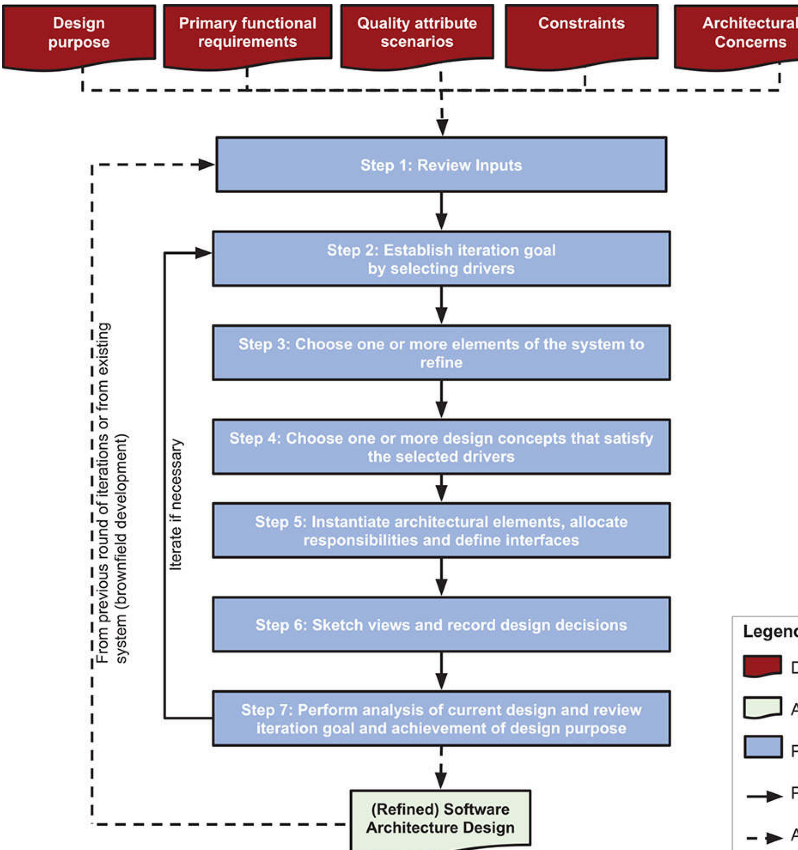 Design
purpose
Primary functional
requirements
Quality attribute
scenarios
Constraints
Architectural
Concerns
Step 1: Review Inputs
Step 2: Establish iteration goal
by selecting drivers
Step 3: Choose one or more elements of the system to
refine
Step 4: Choose one or more design concepts that satisfy
the selected drivers
Step 5: Instantiate architectural elements, allocate
responsibilities and define interfaces
Step 6: Sketch views and record design decisions
Step 7: Perform analysis of current design and review
iteration goal and achievement of design purpose
(Refined) Software
Architecture Design
From previous round of iterations or from existing
system (brownfield development)
Iterate if necessary